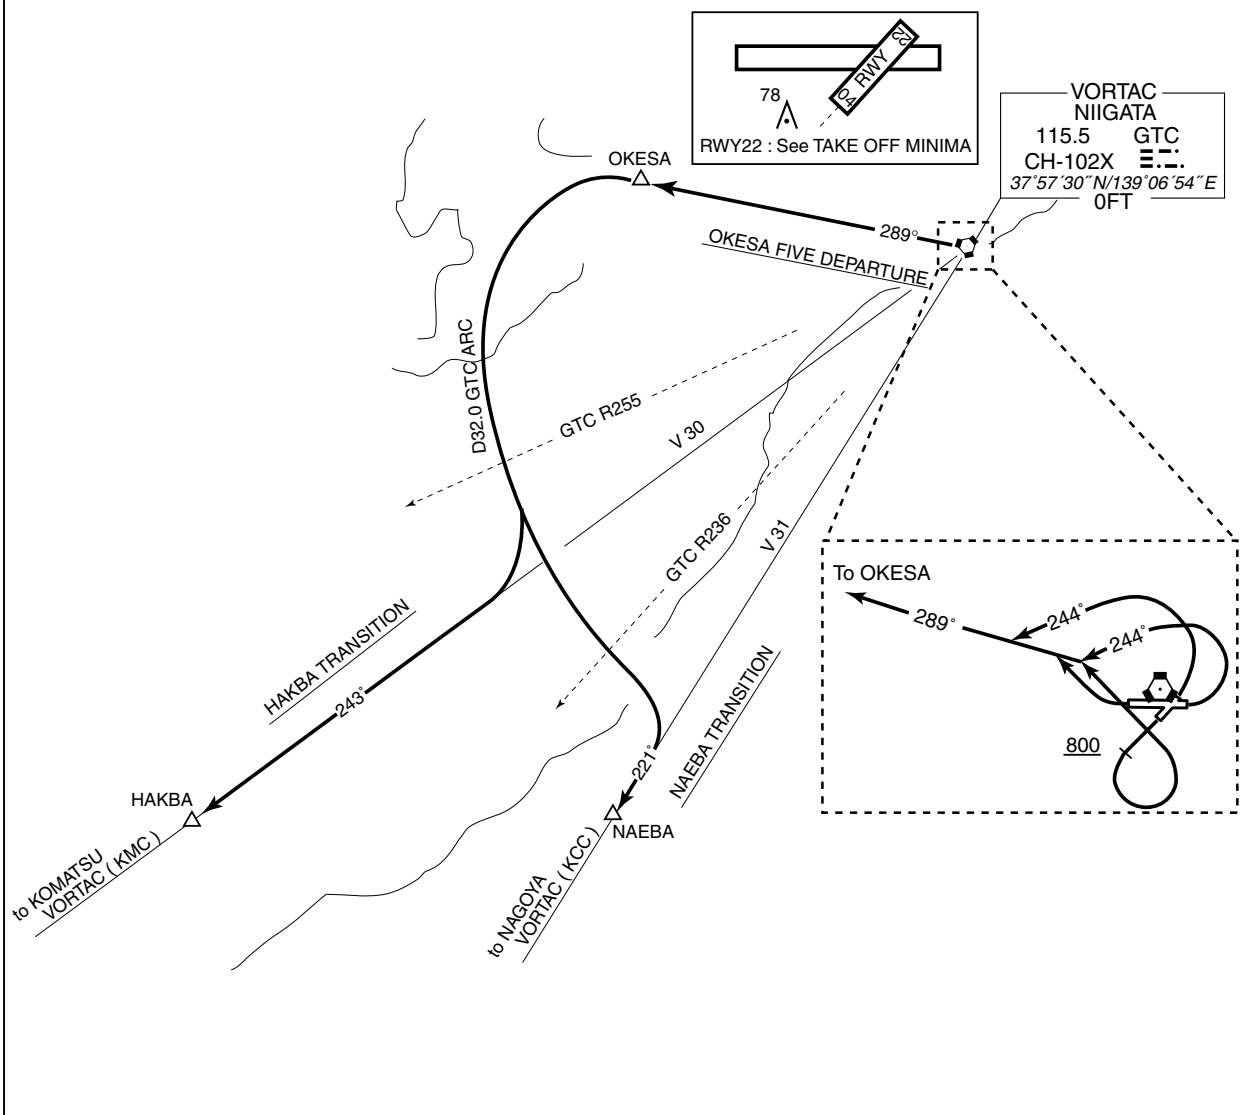 22
RWY
04
78
RWY22 : See TAKE OFF MINIMA
VORTAC
NIIGATA
115.5 GTC
CH-102X
37°57′30″N/139°06′54″E
0FT
OKESA
289°
OKESA FIVE DEPARTURE
D32.0 GTC ARC
GTC R255
V 30
GTC R236
V 31
To OKESA
289°
244°
244°
800
HAKBA TRANSITION
243°
NAEBA TRANSITION
221°
HAKBA
NAEBA
to KOMATSU
VORTAC ( KMC )
to NAGOYA
VORTAC ( KCC )